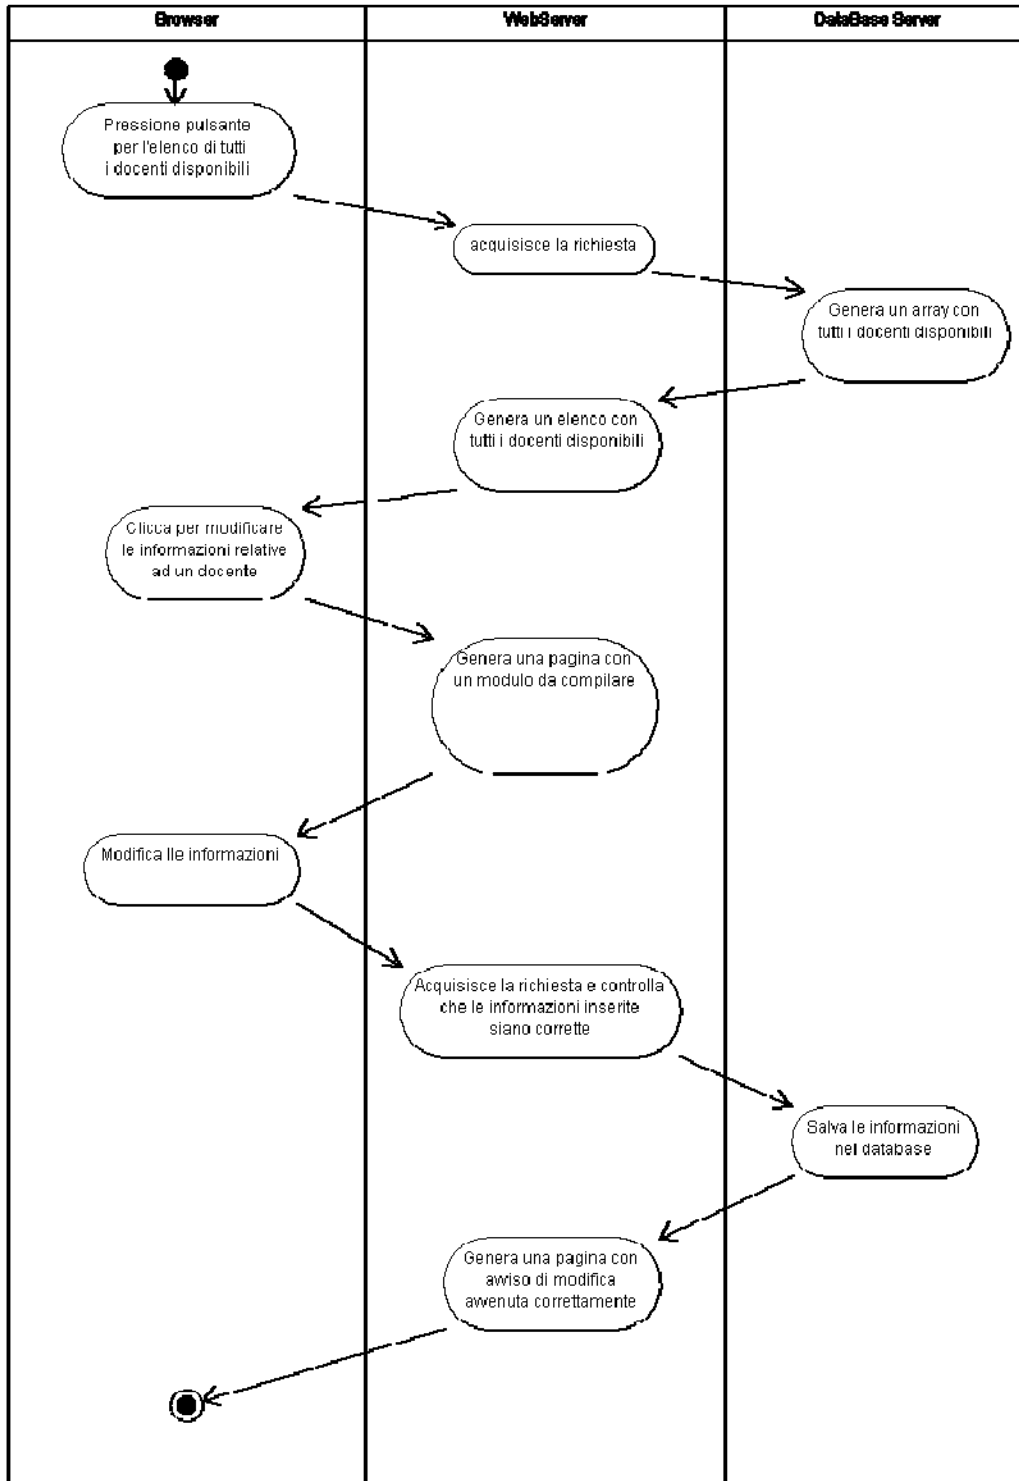 Browser
WebServer
DataBase Server
Pressione pulsante
per l'elenco di tutti
i docenti disponibili
acquisisce la richiesta
Genera un array con
tutti i docenti disponibili
Genera un elenco con
tutti i docenti disponibili
Clicca per modificare
le informazioni relative
ad un docente
Genera una pagina con
un modulo da compilare
Modifica lle informazioni
Acquisisce la richiesta e controlla
che le informazioni inserite
siano corrette
Salva le informazioni
nel database
Genera una pagina con
avviso di modifica
avvenuta correttamente